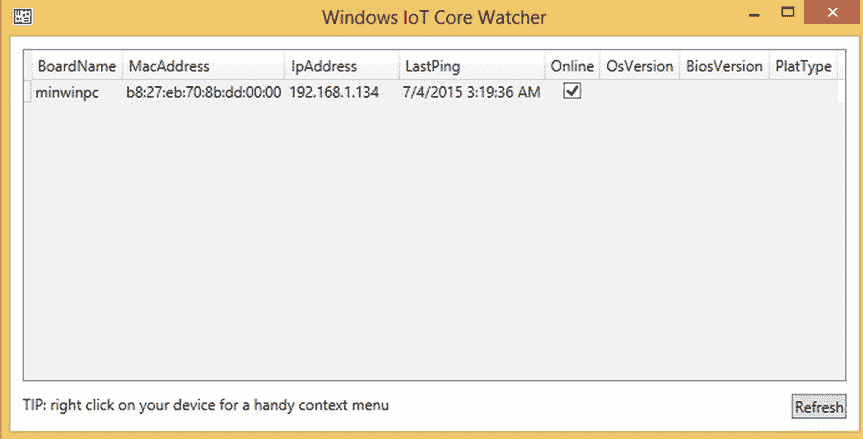 Windows IoT Core Watcher
BoardName MacAddress IpAddress LastPing Online OsVersion BiosVersion PlatType
minwinpc b8:27:eb:70:8b:dd:00:00 192.168.1.134 7/4/2015 3:19:36 AM
TIP: right click on your device for a handy context menu
Refresh